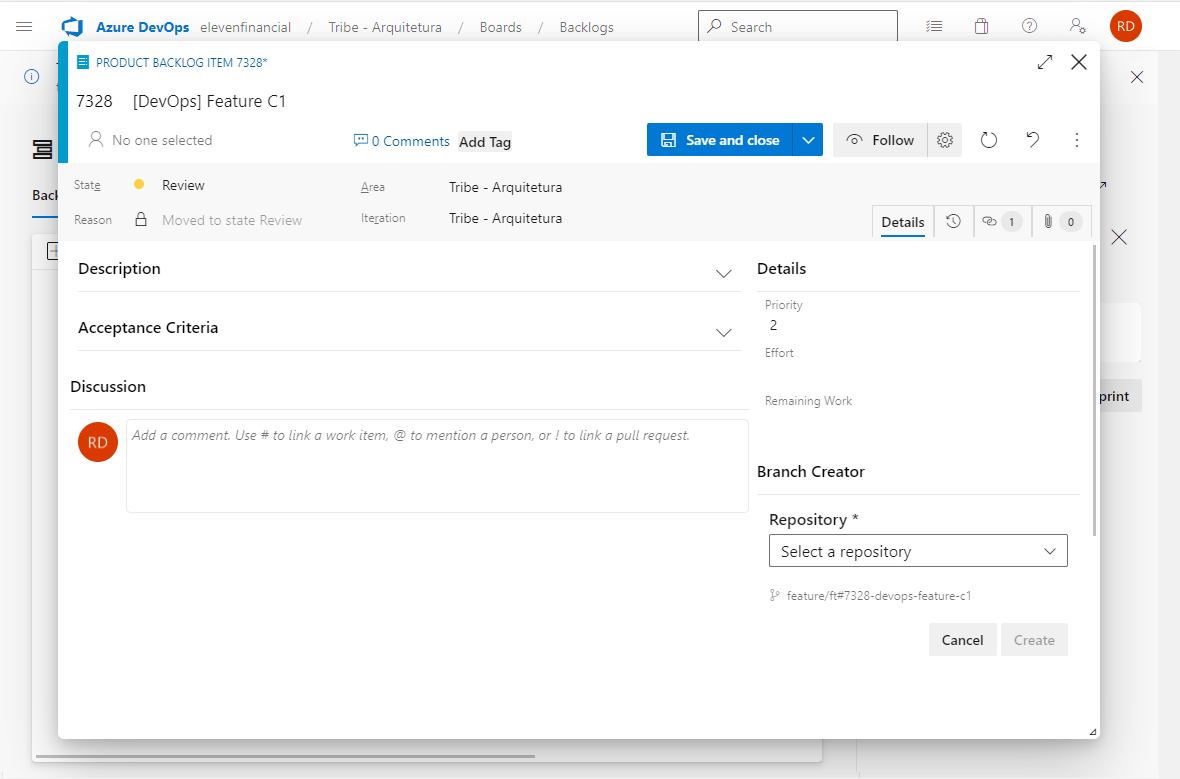 Azure DevOps elevenfinancial / Tribe - Arquitetura / Boards / Backlogs
Search
RD
PRODUCT BACKLOG ITEM 7328*
7328 [DevOps] Feature C1
No one selected
0 Comments
Add Tag
Save and close
Follow
State
Review
Area
Tribe - Arquitetura
Reason
Moved to state Review
Iteration
Tribe - Arquitetura
Details
1
0
Back
Description
Acceptance Criteria
Discussion
RD
Add a comment. Use # to link a work item, @ to mention a person, or ! to link a pull request.
Details
Priority
2
Effort
Remaining Work
print
Branch Creator
Repository *
Select a repository
feature/ft#7328-devops-feature-c1
Cancel
Create